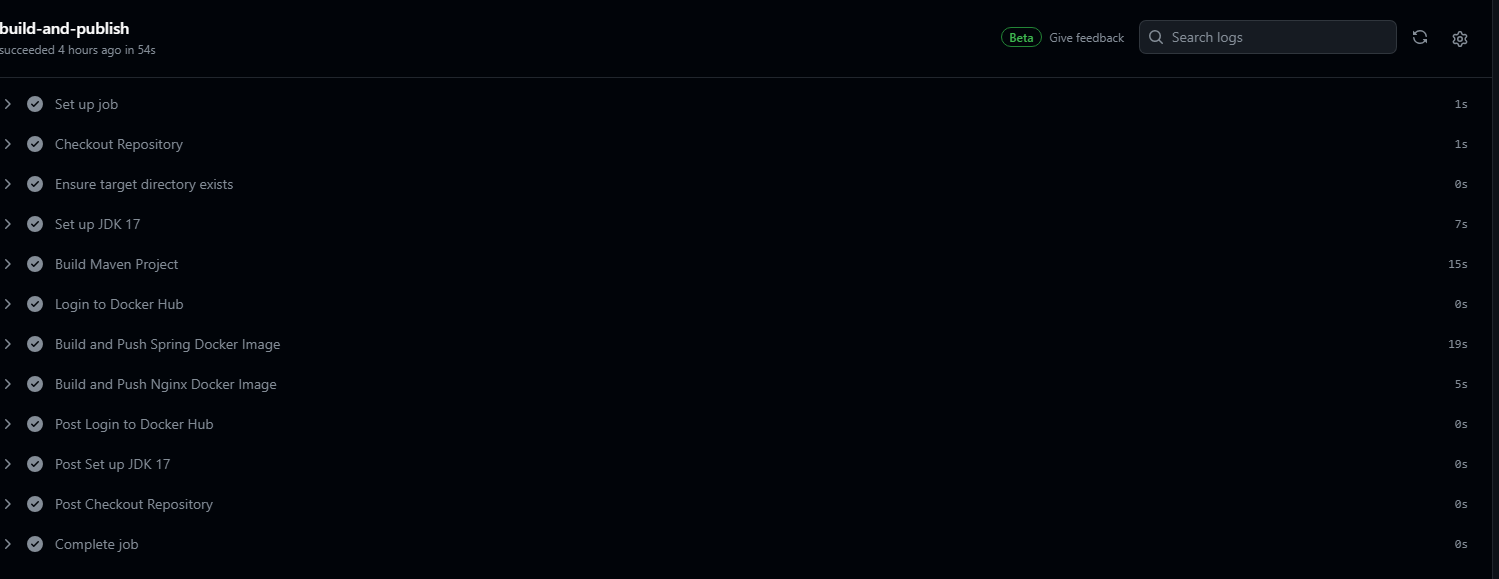 build-and-publish
succeeded 4 hours ago in 54s
Beta Give feedback Search logs
Set up job 1s
Checkout Repository 1s
Ensure target directory exists 0s
Set up JDK 17 7s
Build Maven Project 15s
Login to Docker Hub 0s
Build and Push Spring Docker Image 19s
Build and Push Nginx Docker Image 5s
Post Login to Docker Hub 0s
Post Set up JDK 17 0s
Post Checkout Repository 0s
Complete job 0s